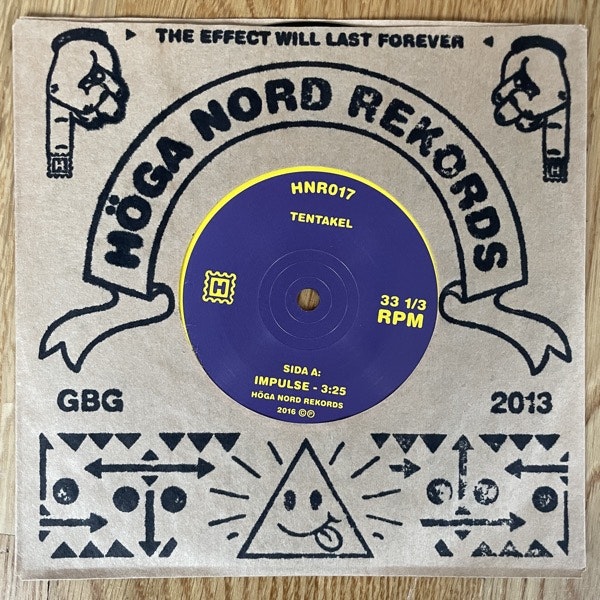 THE EFFECT WILL LAST FOREVER
HÖGA NORD REKORDS
H
H
HNR017
TENTAKEL
H
33 1/3
RPM
SIDA A:
IMPULSE - 3:25
HÖGA NORD REKORDS
2016 ©℗
GBG
2013